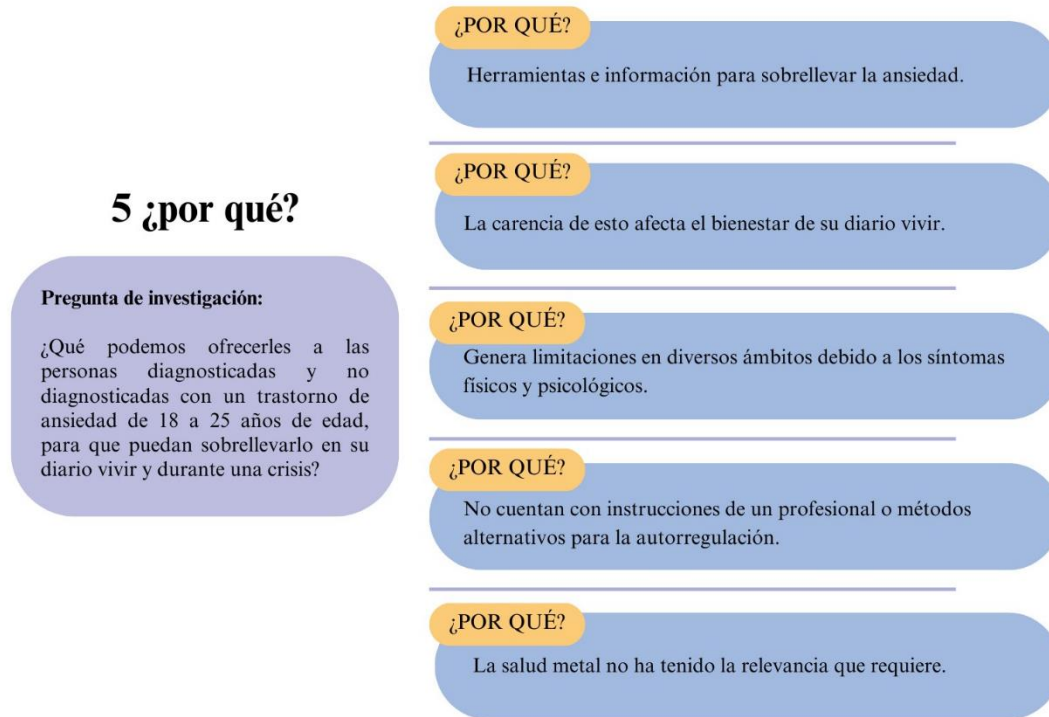 5 ¿por qué?
Pregunta de investigación:
¿Qué podemos ofrecerles a las
personas diagnosticadas y no
diagnosticadas con un trastorno de
ansiedad de 18 a 25 años de edad,
para que puedan sobrellevarlo en su
diario vivir y durante una crisis?
¿POR QUÉ?
Herramientas e información para sobrellevar la ansiedad.
¿POR QUÉ?
La carencia de esto afecta el bienestar de su diario vivir.
¿POR QUÉ?
Genera limitaciones en diversos ámbitos debido a los síntomas
físicos y psicológicos.
¿POR QUÉ?
No cuentan con instrucciones de un profesional o métodos
alternativos para la autorregulación.
¿POR QUÉ?
La salud metal no ha tenido la relevancia que requiere.